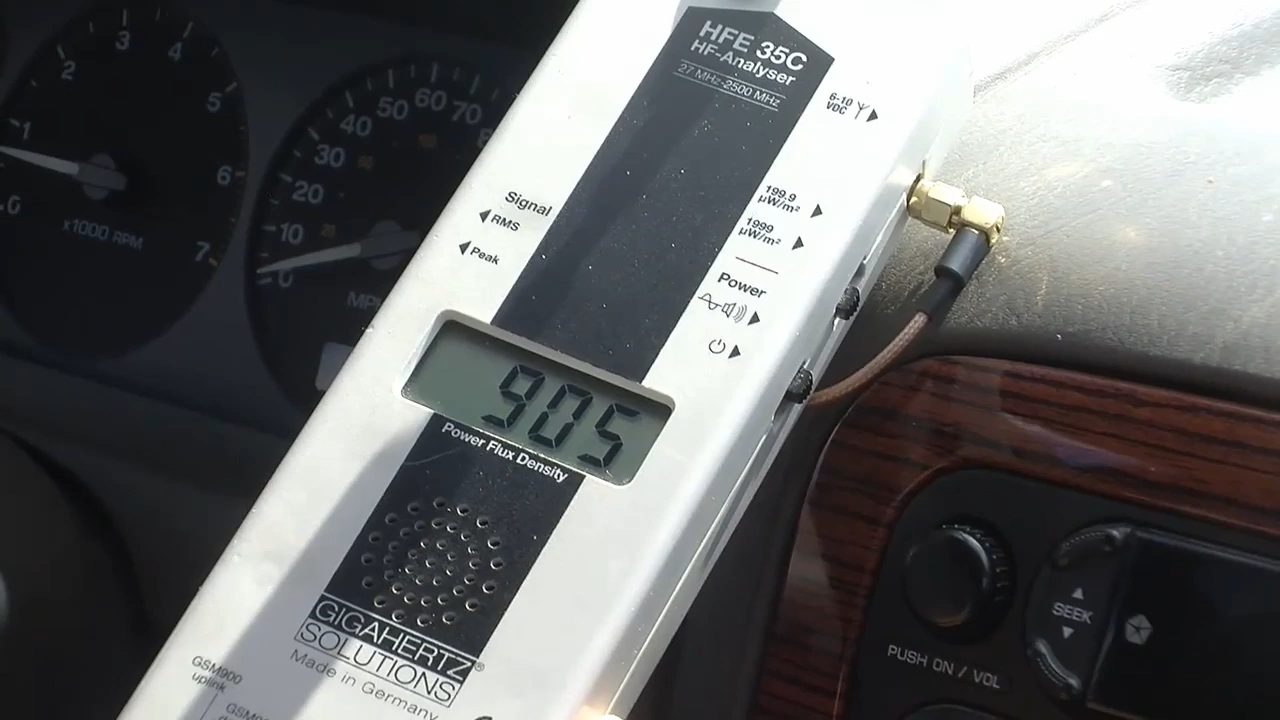 HFE 35C
HF-Analyser
27 MHz-2500 MHz
6-10
VDC
199.9
µW/m²
1999
µW/m²
Signal
RMS
Peak
Power
905
Power Flux Density
GIGAHERTZ
SOLUTIONS®
Made in Germany
GSM900
uplink
0
1
2
3
4
5
6
7
x1000 RPM
0
10
20
30
40
50
60
70
SEEK
PUSH ON / VOL